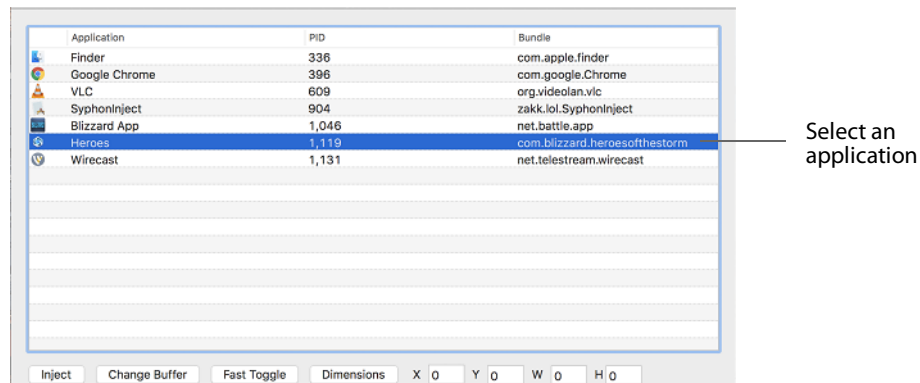 Application PID Bundle
Finder 336 com.apple.finder
Google Chrome 396 com.google.Chrome
VLC 609 org.videolan.vlc
SyphonInject 904 zakk.lol.SyphonInject
Blizzard App 1,046 net.battle.app
Heroes 1,119 com.blizzard.heroesofthestorm
Wirecast 1,131 net.telestream.wirecast
Select an
application
Inject Change Buffer Fast Toggle Dimensions X 0 Y 0 W 0 H 0